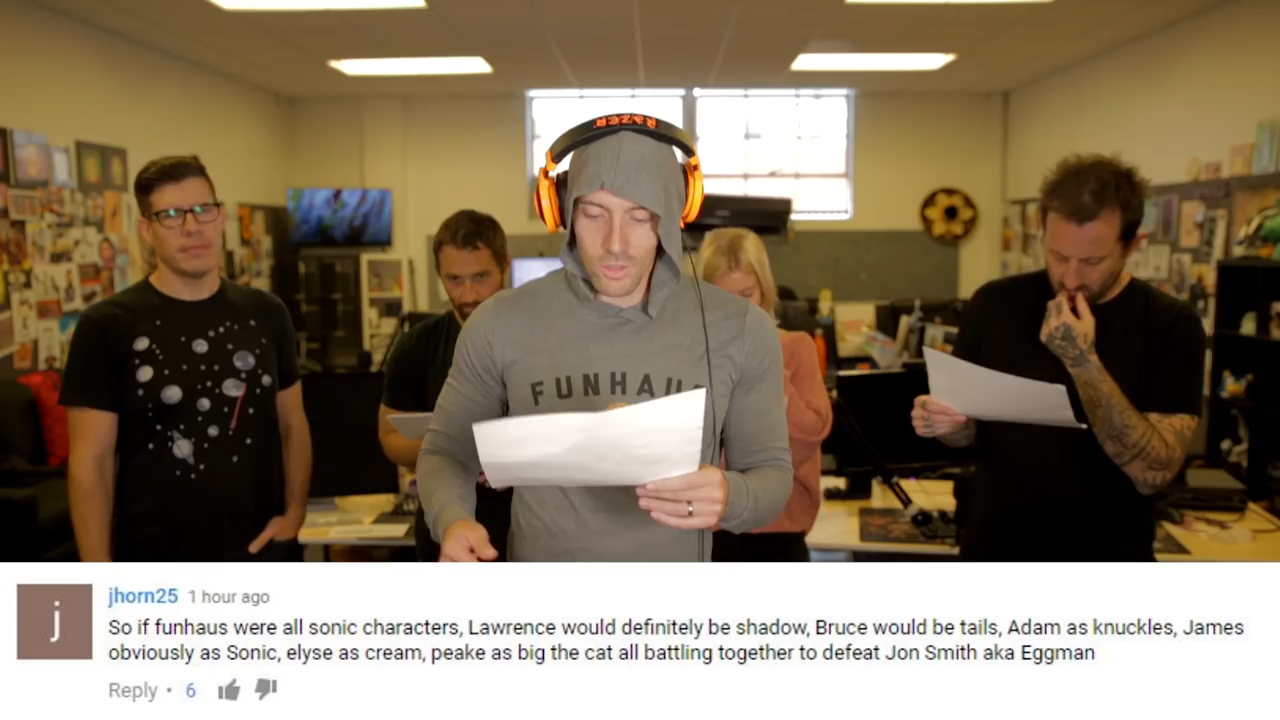 RAZER
FUNHAU
j
jhorn25 1 hour ago
So if funhaus were all sonic characters, Lawrence would definitely be shadow, Bruce would be tails, Adam as knuckles, James
obviously as Sonic, elyse as cream, peake as big the cat all battling together to defeat Jon Smith aka Eggman
Reply • 6